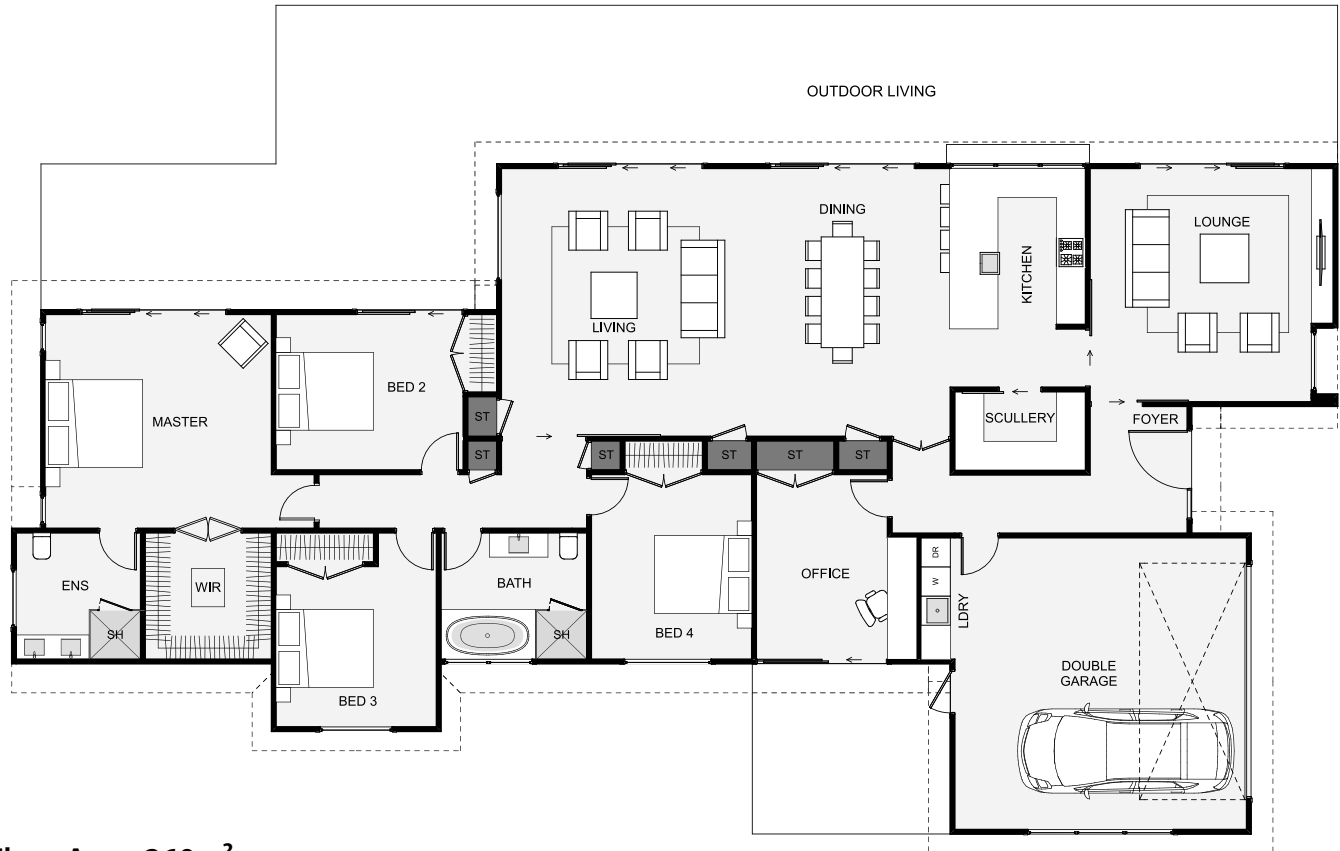 OUTDOOR LIVING
DINING
LOUNGE
KITCHEN
LIVING
BED 2
MASTER
ST
ST
ST
ST
ST
ST
SCULLERY
FOYER
ENS
WIR
BATH
OFFICE
DR
W
LDRY
SH
SH
BED 4
BED 3
DOUBLE
GARAGE